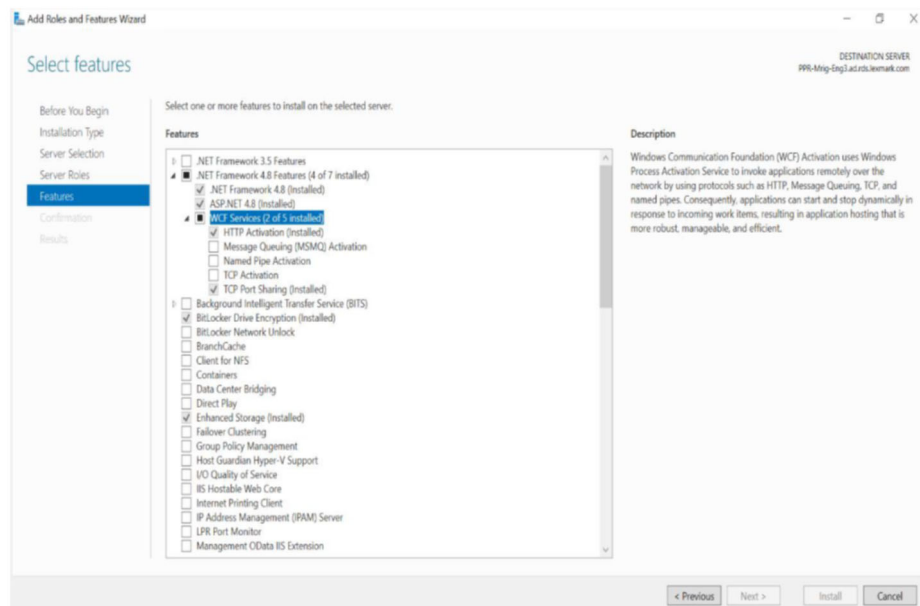 Add Roles and Features Wizard
Select features
DESTINATION SERVER
PPR-Mrig-Eng3.ad.rds.lexmark.com
Before You Begin
Installation Type
Server Selection
Server Roles
Features
Confirmation
Results
Select one or more features to install on the selected server.
Features
.NET Framework 3.5 Features
.NET Framework 4.8 Features (4 of 7 installed)
.NET Framework 4.8 (Installed)
ASP.NET 4.8 (Installed)
WCF Services (2 of 5 installed)
HTTP Activation (Installed)
Message Queuing (MSMQ) Activation
Named Pipe Activation
TCP Activation
TCP Port Sharing (Installed)
Background Intelligent Transfer Service (BITS)
BitLocker Drive Encryption (Installed)
BitLocker Network Unlock
BranchCache
Client for NFS
Containers
Data Center Bridging
Direct Play
Enhanced Storage (Installed)
Failover Clustering
Group Policy Management
Host Guardian Hyper-V Support
I/O Quality of Service
IIS Hostable Web Core
Internet Printing Client
IP Address Management (IPAM) Server
LPR Port Monitor
Management OData IIS Extension
Description
Windows Communication Foundation (WCF) Activation uses Windows
Process Activation Service to invoke applications remotely over the
network by using protocols such as HTTP, Message Queuing, TCP, and
named pipes. Consequently, applications can start and stop dynamically in
response to incoming work items, resulting in application hosting that is
more robust, manageable, and efficient.
< Previous
Next >
Install
Cancel